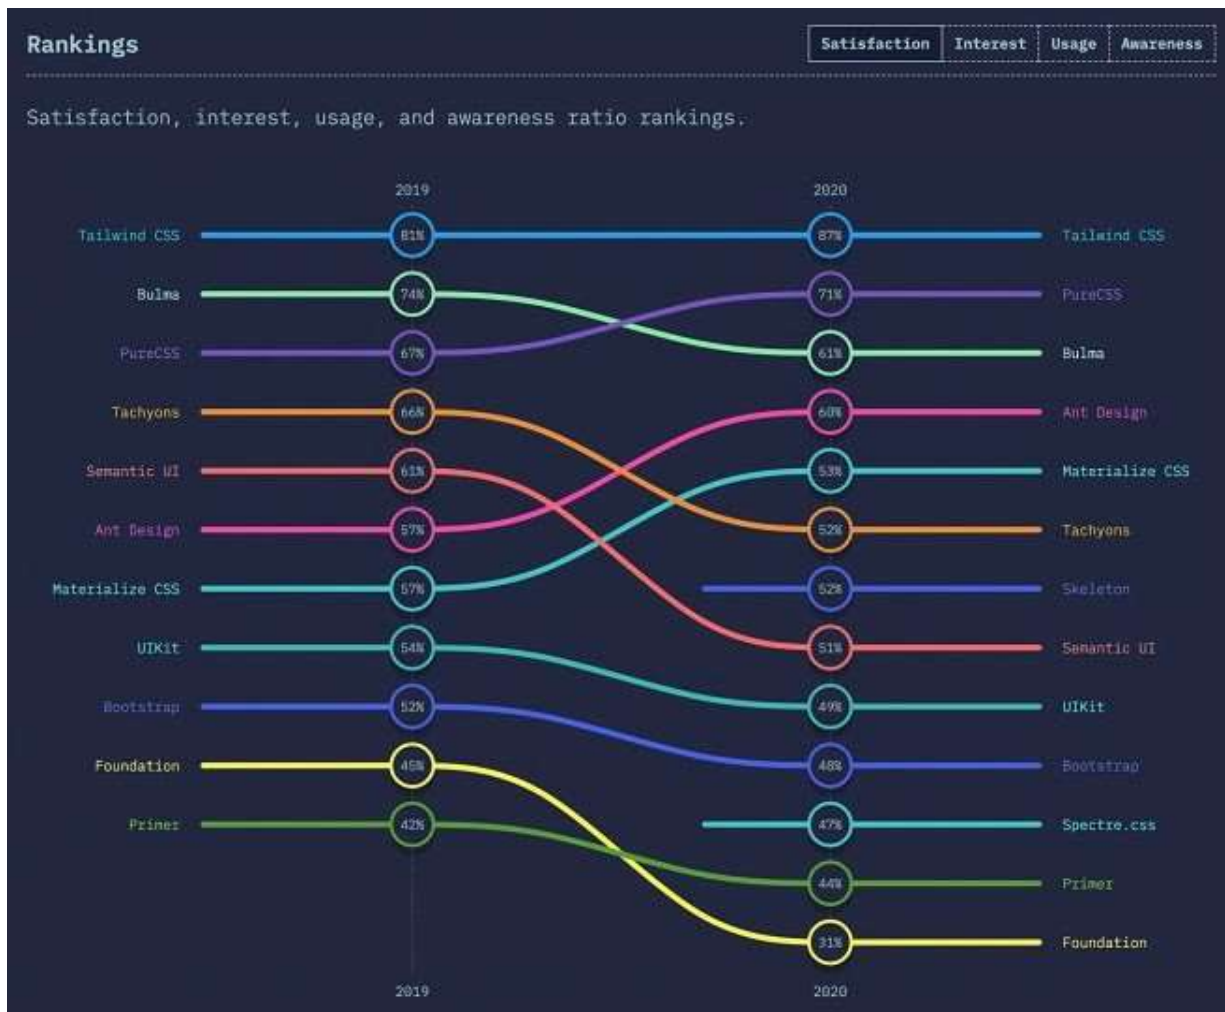 Rankings
Satisfaction Interest Usage Awareness
Satisfaction, interest, usage, and awareness ratio rankings.
2019 2020
Tailwind CSS 81% 87% Tailwind CSS
Bulma 74% 71% PureCSS
PureCSS 67% 61% Bulma
Tachyons 66% 60% Ant Design
Semantic UI 61% 53% Materialize CSS
Ant Design 57% 52% Tachyons
Materialize CSS 57% 52% Skeleton
UIKit 54% 51% Semantic UI
Bootstrap 52% 49% UIKit
Foundation 45% 48% Bootstrap
Primer 42% 47% Spectre.css
44% Primer
31% Foundation
2019 2020